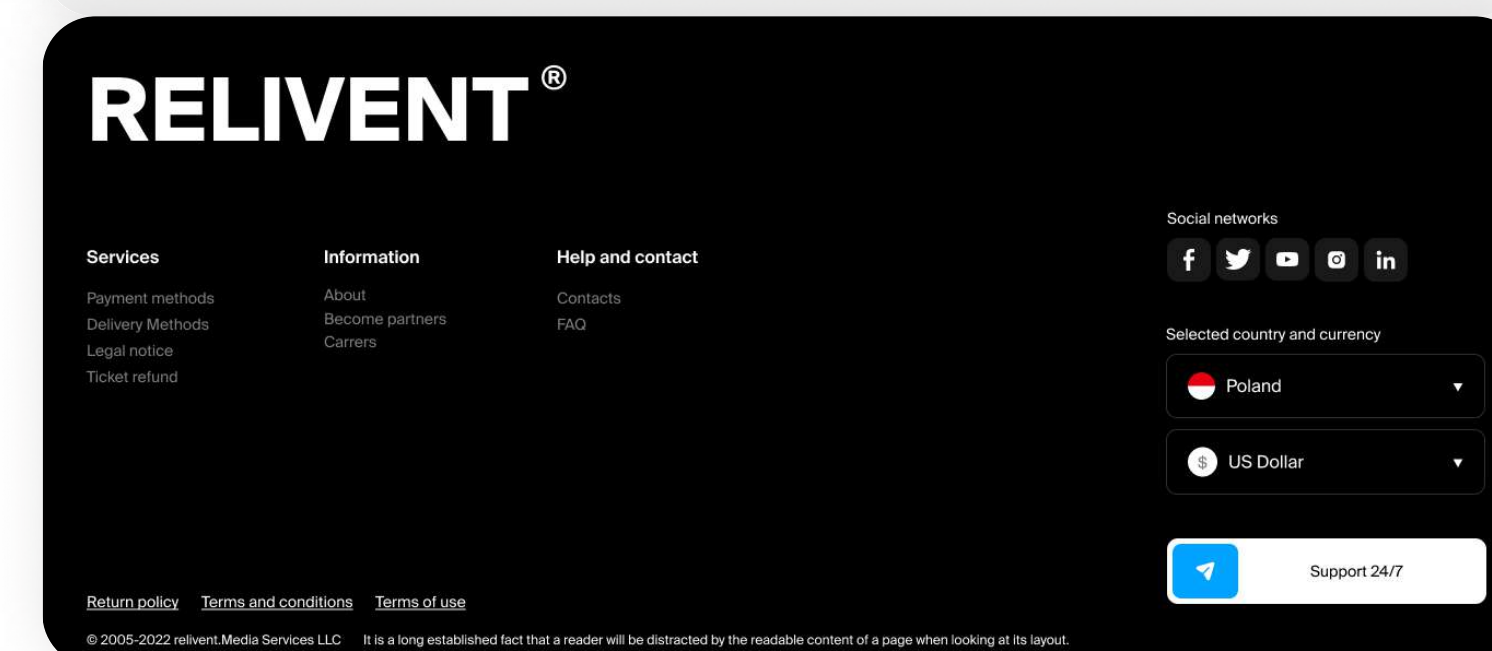 RELIVENT ®
Services
Payment methods
Delivery Methods
Legal notice
Ticket refund
Information
About
Become partners
Carrers
Help and contact
Contacts
FAQ
Social networks
Selected country and currency
Poland
$ US Dollar
Support 24/7
Return policy Terms and conditions Terms of use
© 2005-2022 relivent.Media Services LLC It is a long established fact that a reader will be distracted by the readable content of a page when looking at its layout.